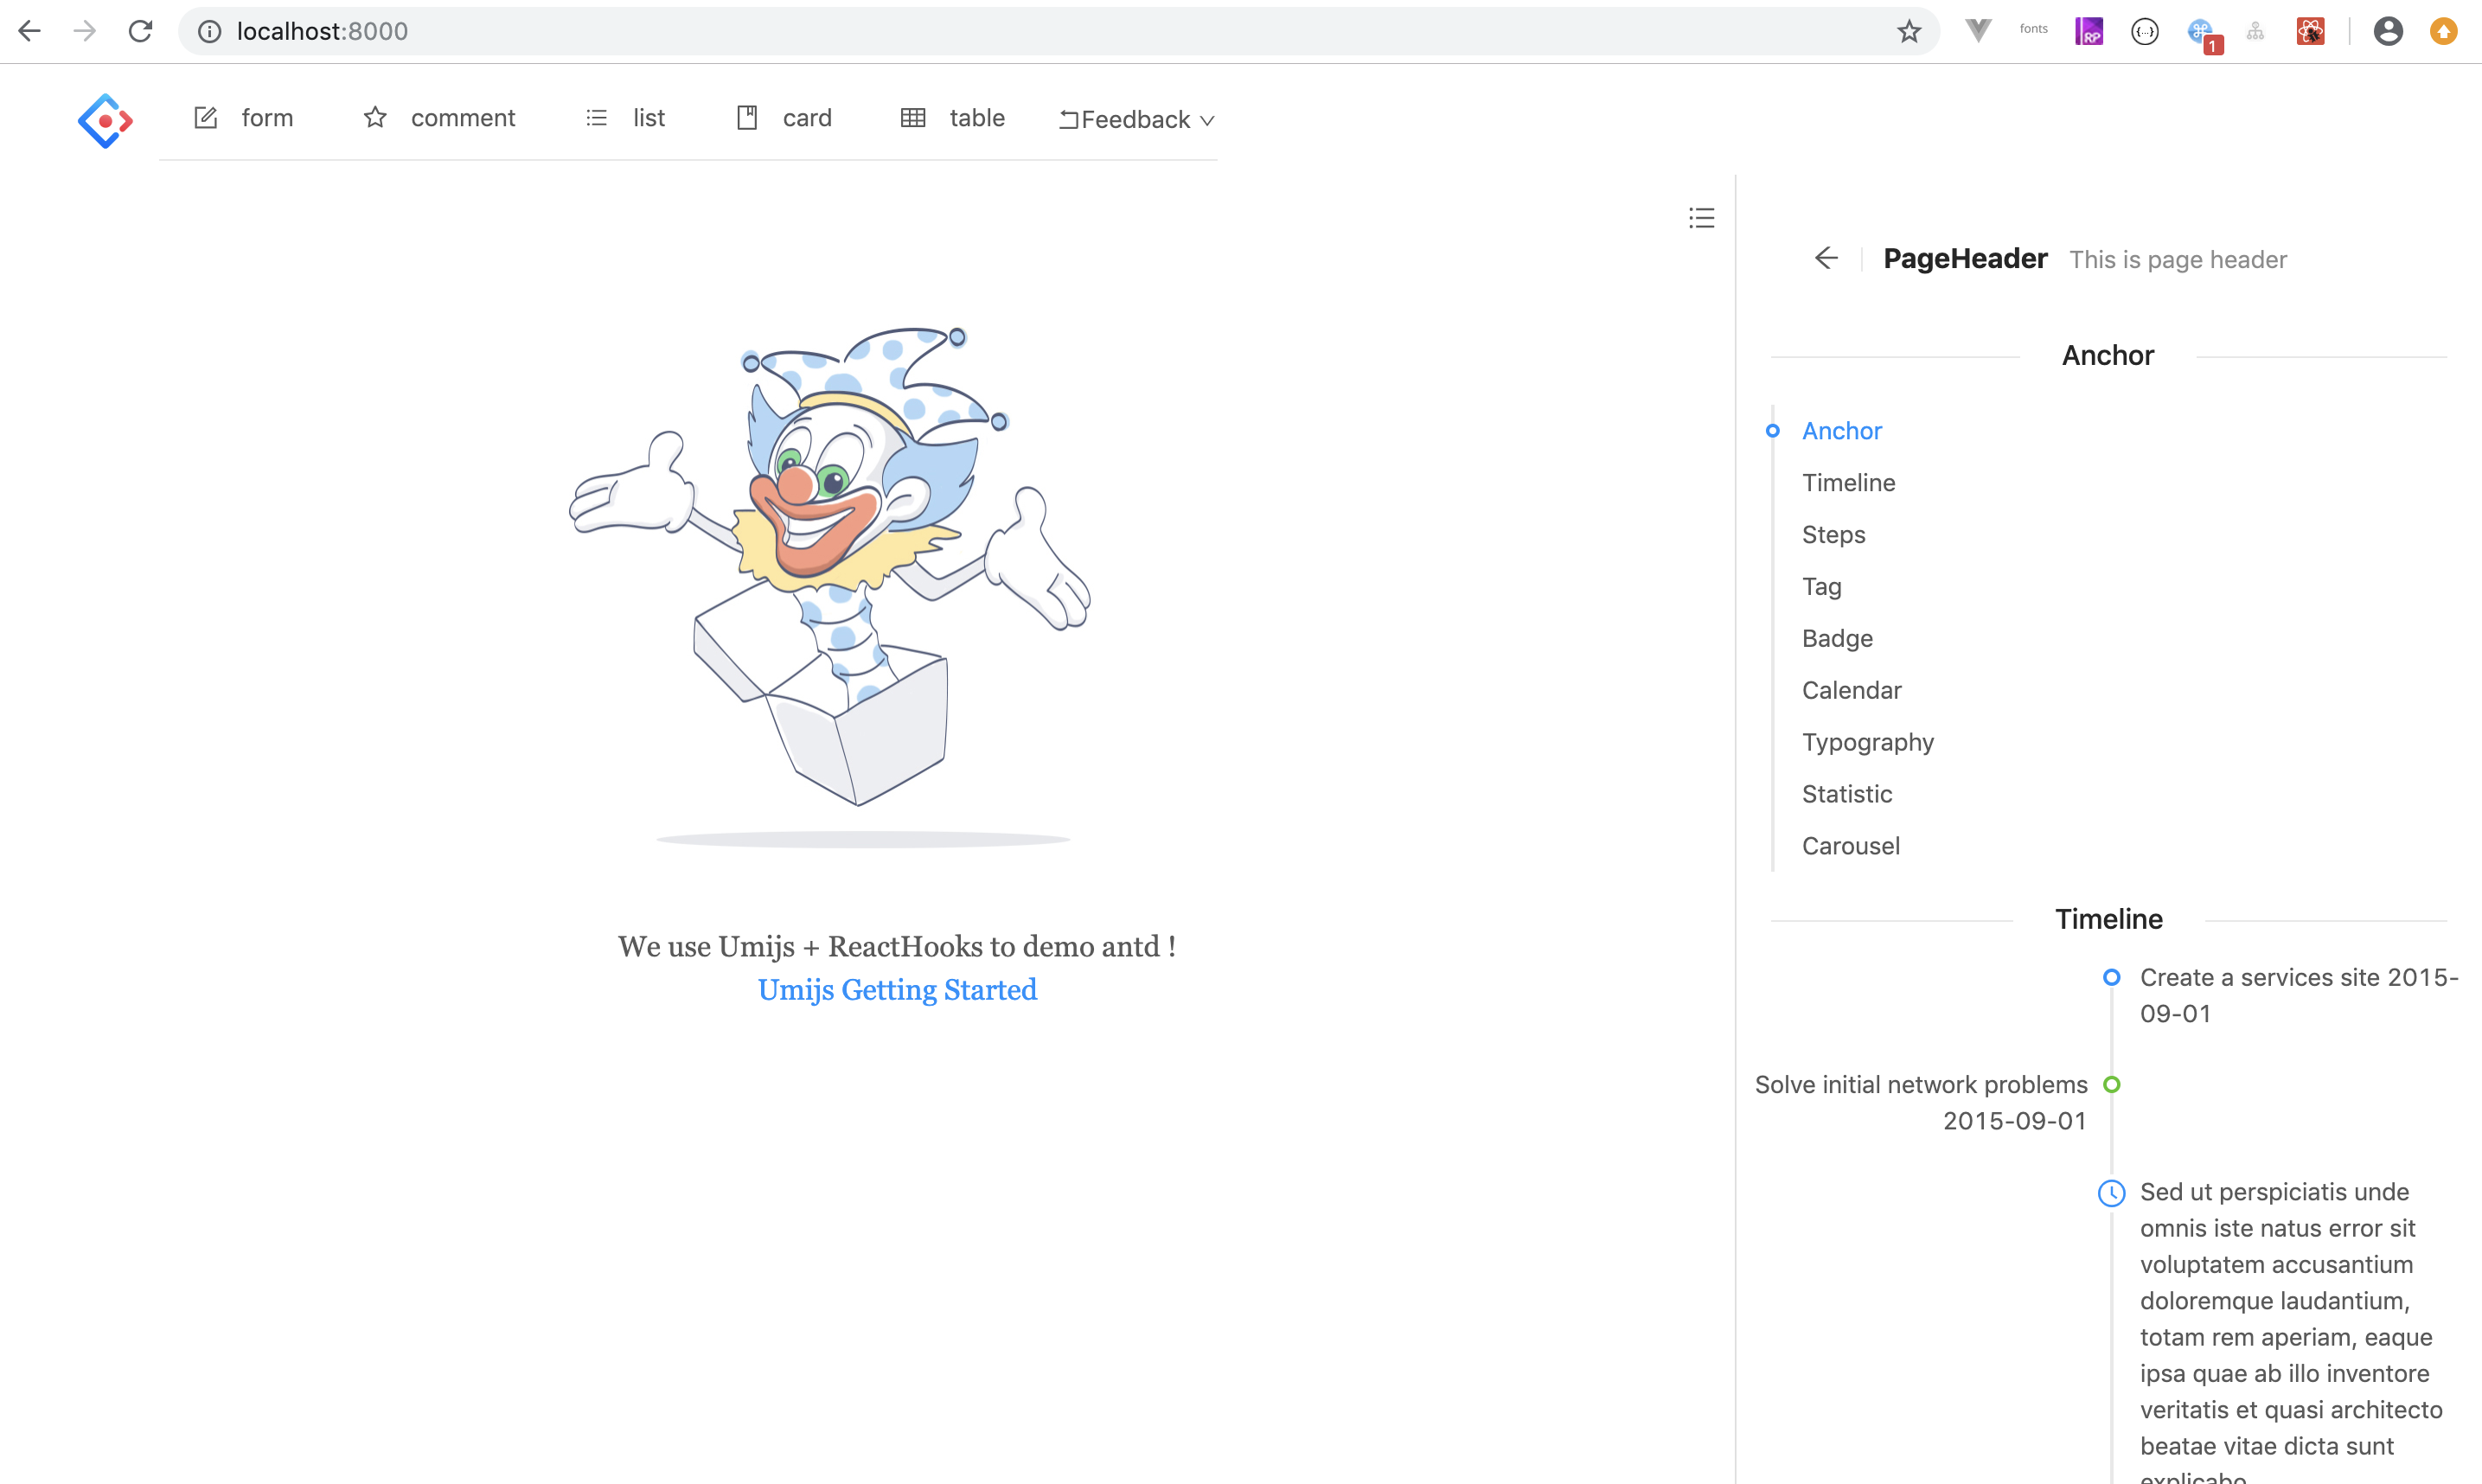 localhost:8000
fonts
RP
{...}
1
form
comment
list
card
table
Feedback
PageHeader This is page header
Anchor
Anchor
Timeline
Steps
Tag
Badge
Calendar
Typography
Statistic
Carousel
We use Umijs + ReactHooks to demo antd !
Umijs Getting Started
Timeline
Create a services site 2015-
09-01
Solve initial network problems
2015-09-01
Sed ut perspiciatis unde
omnis iste natus error sit
voluptatem accusantium
doloremque laudantium,
totam rem aperiam, eaque
ipsa quae ab illo inventore
veritatis et quasi architecto
beatae vitae dicta sunt
explicabo